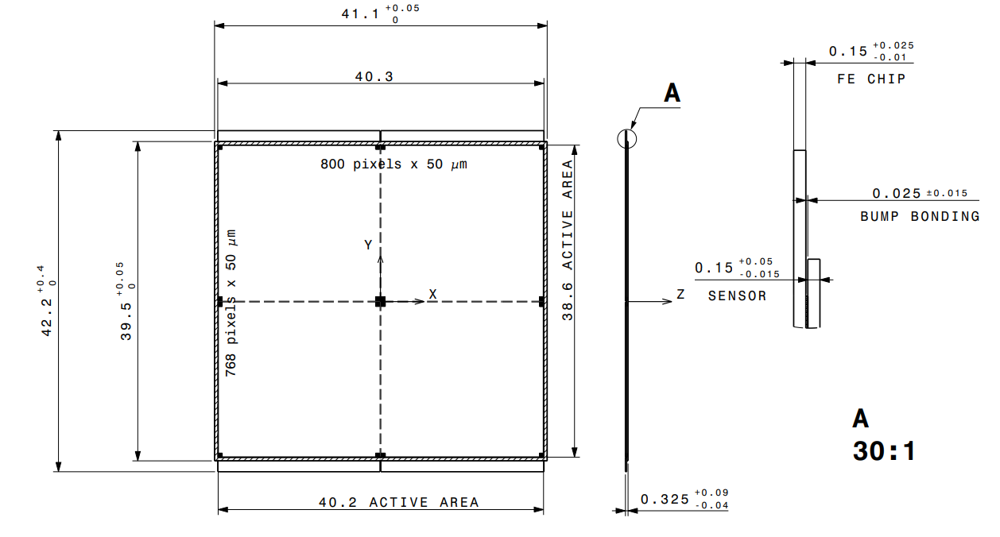 41.1 +0.05 0
40.3
0.15 +0.025 -0.01
FE CHIP
A
800 pixels x 50 μm
768 pixels x 50 μm
38.6 ACTIVE AREA
42.2 +0.4 0
39.5 +0.05 0
Y
X
Z
0.025 ±0.015
BUMP BONDING
0.15 +0.05 -0.015
SENSOR
A
30:1
40.2 ACTIVE AREA
0.325 +0.09 -0.04